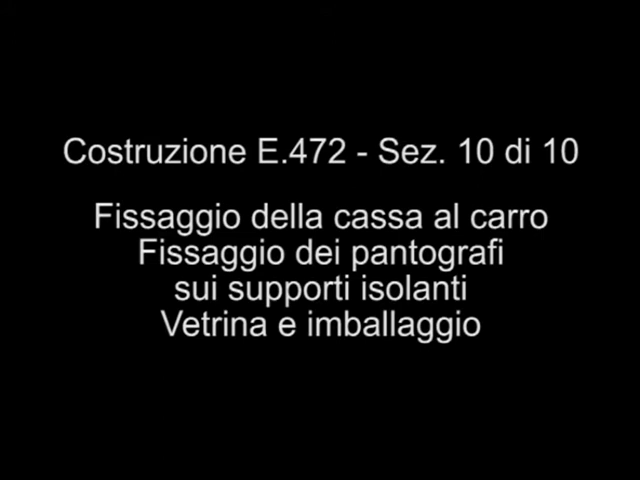 Costruzione E.472 - Sez. 10 di 10
Fissaggio della cassa al carro
Fissaggio dei pantografi
sui supporti isolanti
Vetrina e imballaggio